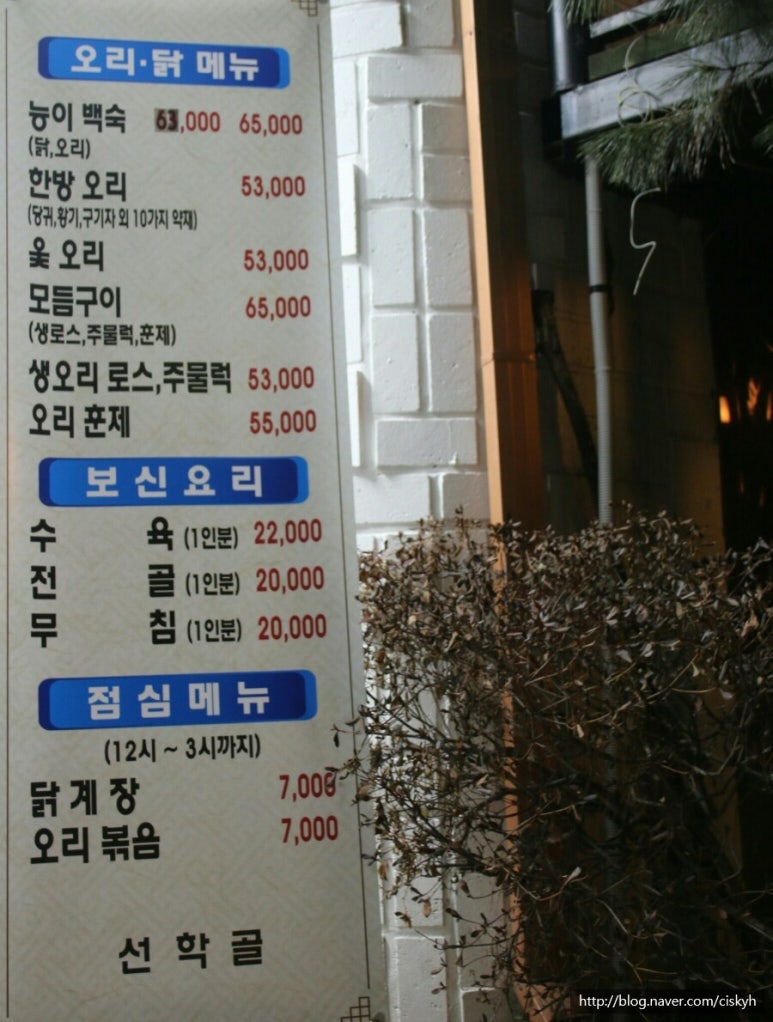 오리·닭 메뉴
능이 백숙 63,000 65,000
(닭,오리)
한방 오리 53,000
(당귀,황기,구기자 외 10가지 약재)
옻 오리 53,000
모듬구이 65,000
(생로스,주물럭,훈제)
생오리 로스,주물럭 53,000
오리 훈제 55,000
보신요리
수 육 (1인분) 22,000
전 골 (1인분) 20,000
무 침 (1인분) 20,000
점심메뉴
(12시 ~ 3시까지)
닭계장 7,000
오리 볶음 7,000
선학골
http://blog.naver.com/ciskyh